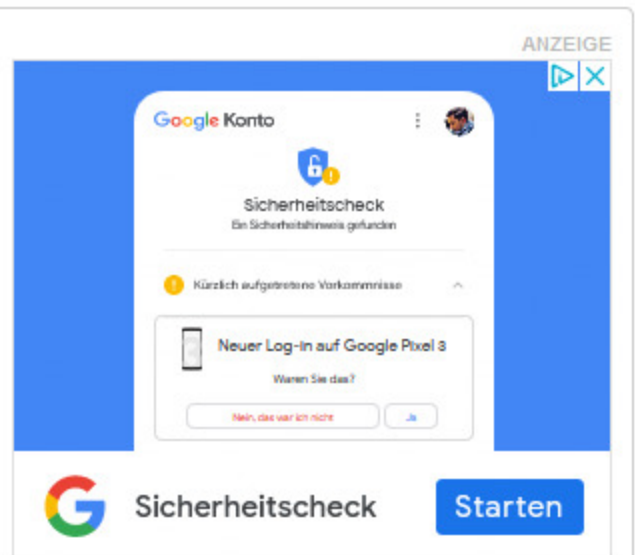 ANZEIGE
Google Konto
Sicherheitscheck
Ein Sicherheitshinweis gefunden
Kürzlich aufgetretene Vorkommnisse
Neuer Log-in auf Google Pixel 3
Waren Sie das?
Nein, das war ich nicht
Ja
Sicherheitscheck
Starten